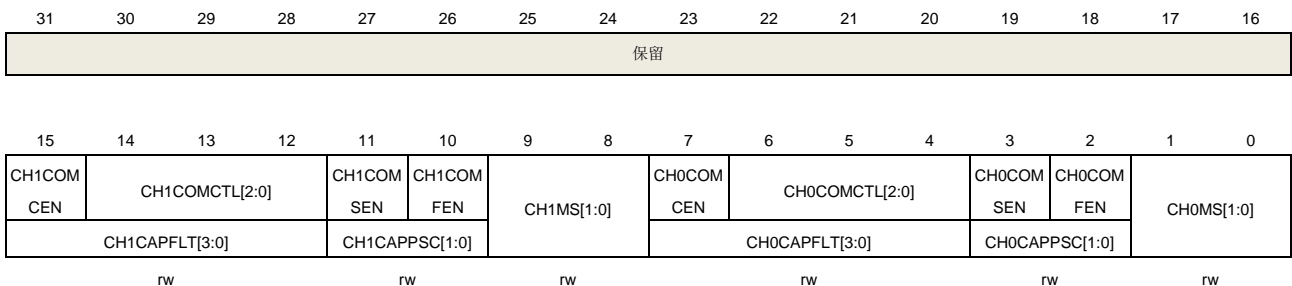 31 30 29 28 27 26 25 24 23 22 21 20 19 18 17 16
保留
15 14 13 12 11 10 9 8 7 6 5 4 3 2 1 0
CH1COM CEN CH1COMCTL[2:0] CH1COM SEN CH1COM FEN CH1MS[1:0] CH0COM CEN CH0COMCTL[2:0] CH0COM SEN CH0COM FEN CH0MS[1:0]
CH1CAPFLT[3:0] CH1CAPPSC[1:0] CH0CAPFLT[3:0] CH0CAPPSC[1:0]
rw rw rw rw rw rw